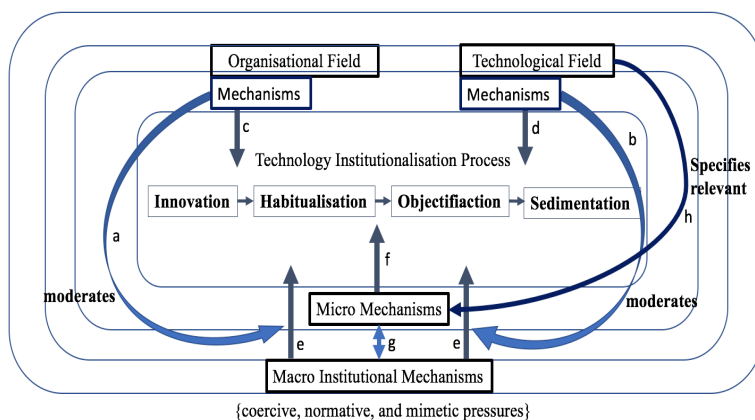 Organisational Field
Technological Field
Mechanisms
Mechanisms
c
d
b
Technology Institutionalisation Process
Specifies
relevant
Innovation
Habitualisation
Objectifiaction
Sedimentation
h
a
f
moderates
Micro Mechanisms
moderates
e
g
e
Macro Institutional Mechanisms
{coercive, normative, and mimetic pressures}